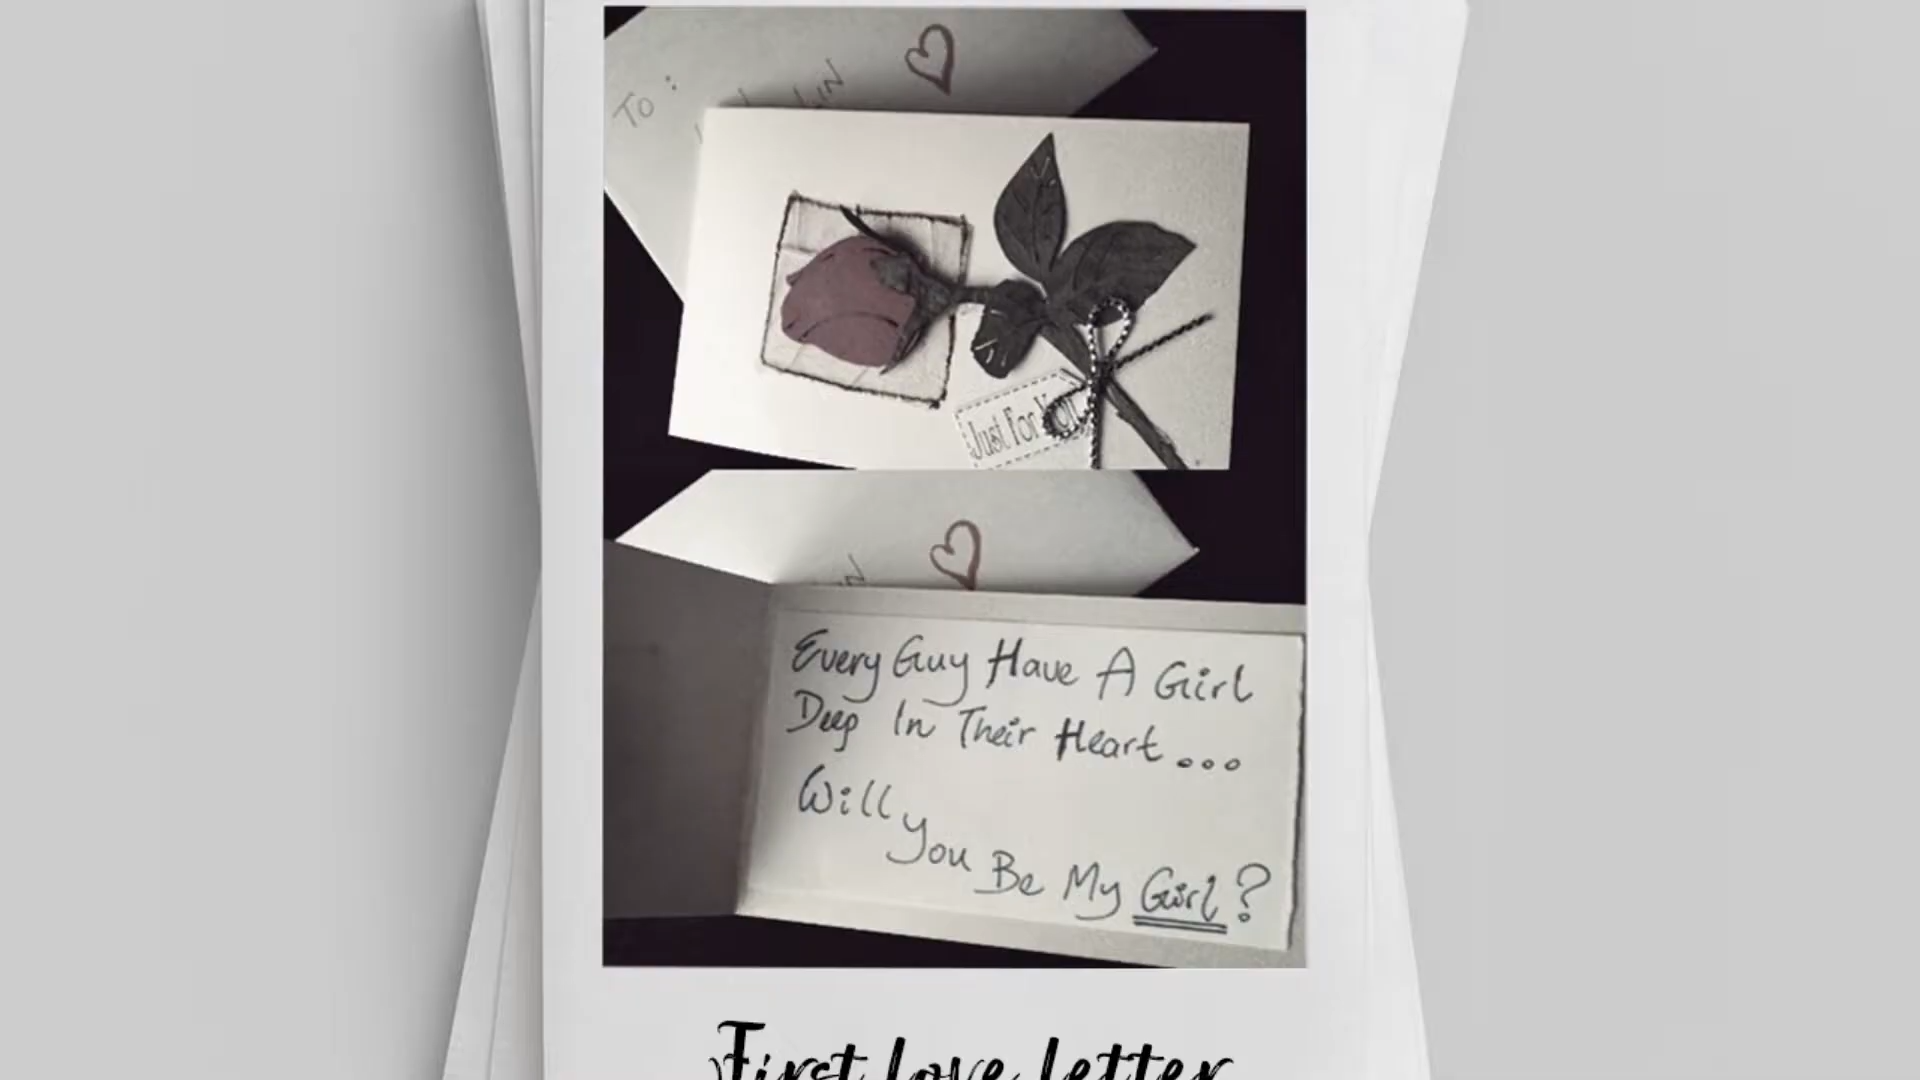 TO :
LIN
Just For You
Every Guy Have A Girl
Deep In Their Heart ...
Will you Be My Girl ?
First love letter